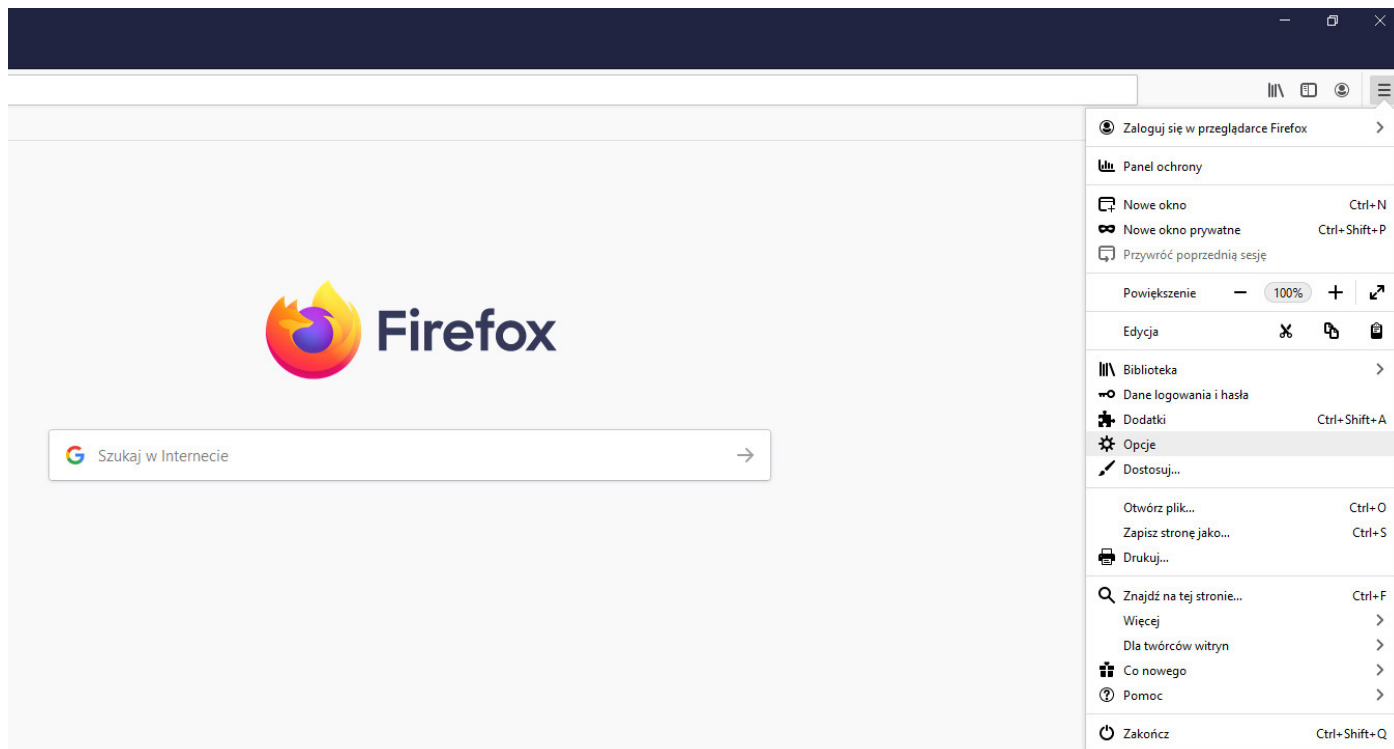 Zaloguj się w przeglądarce Firefox
Panel ochrony
Nowe okno Ctrl+N
Nowe okno prywatne Ctrl+Shift+P
Przywróć poprzednią sesję
Powiększenie 100%
Edycja
Biblioteka
Dane logowania i hasła
Dodatki Ctrl+Shift+A
Opcje
Dostosuj...
Otwórz plik... Ctrl+O
Zapisz stronę jako... Ctrl+S
Drukuj...
Znajdź na tej stronie... Ctrl+F
Więcej
Dla twórców witryn
Co nowego
Pomoc
Zakończ Ctrl+Shift+Q
Firefox
Szukaj w Internecie